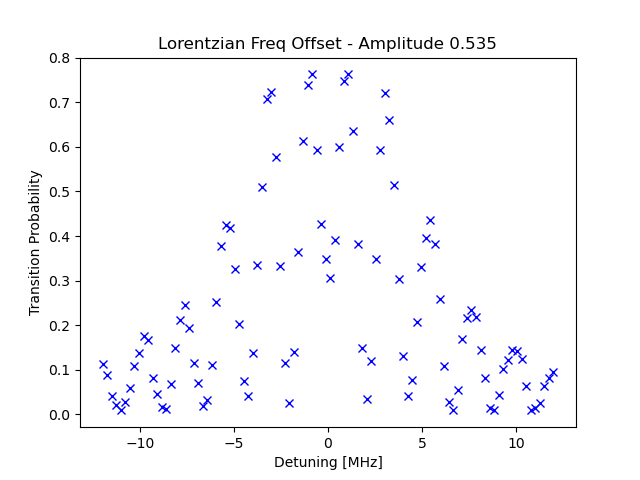 Lorentzian Freq Offset - Amplitude 0.535
0.8
0.7
0.6
0.5
0.4
0.3
0.2
0.1
0.0
Transition Probability
−10 −5 0 5 10
Detuning [MHz]